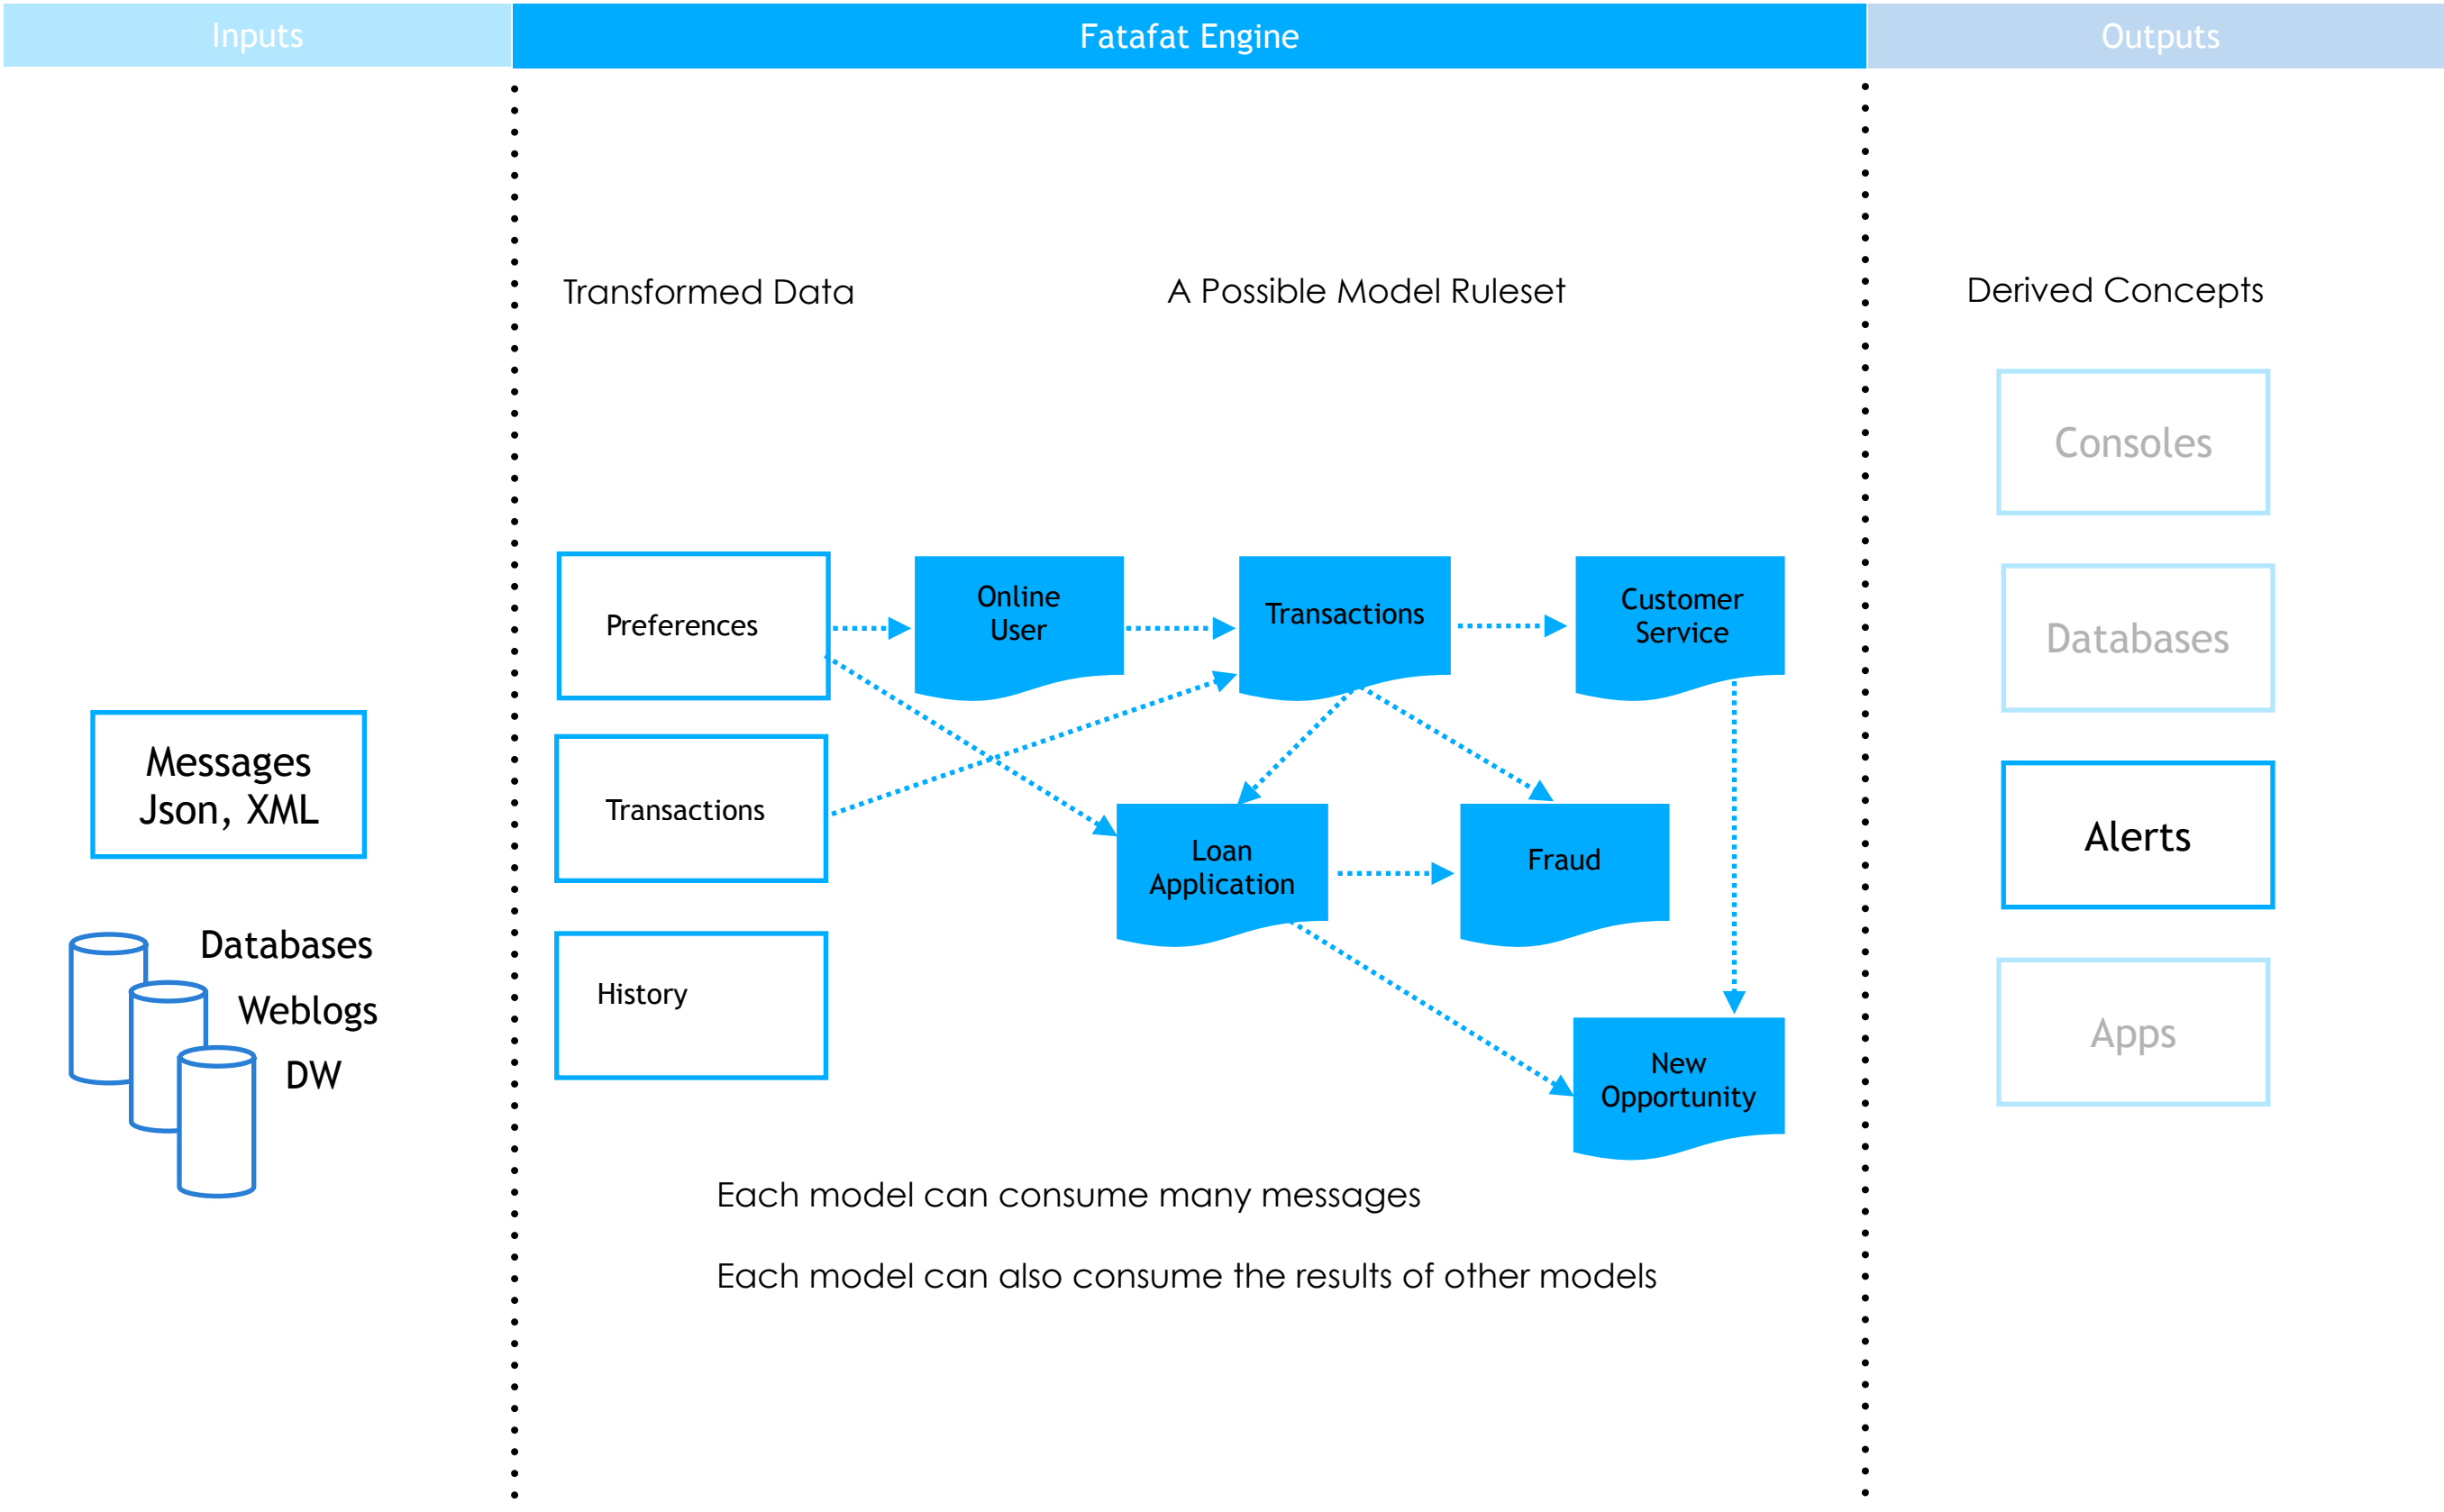 Inputs
Fatafat Engine
Outputs
Transformed Data
A Possible Model Ruleset
Derived Concepts
Consoles
Databases
Alerts
Apps
Messages
Json, XML
Databases
Weblogs
DW
Preferences
Transactions
History
Online
User
Transactions
Customer
Service
Loan
Application
Fraud
New
Opportunity
Each model can consume many messages
Each model can also consume the results of other models